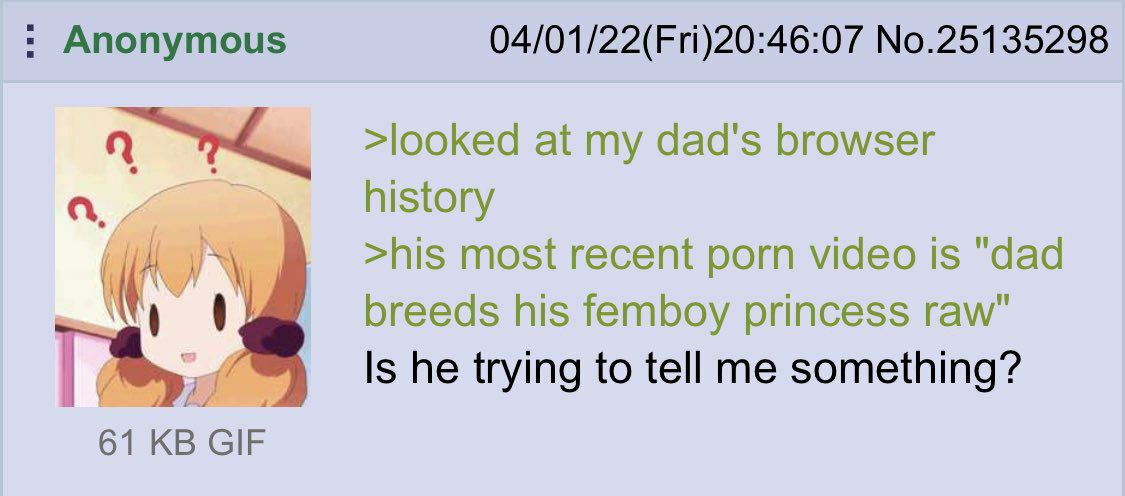 Anonymous 04/01/22(Fri)20:46:07 No.25135298
>looked at my dad's browser
history
>his most recent porn video is "dad
breeds his femboy princess raw"
Is he trying to tell me something?
? ? ?
61 KB GIF